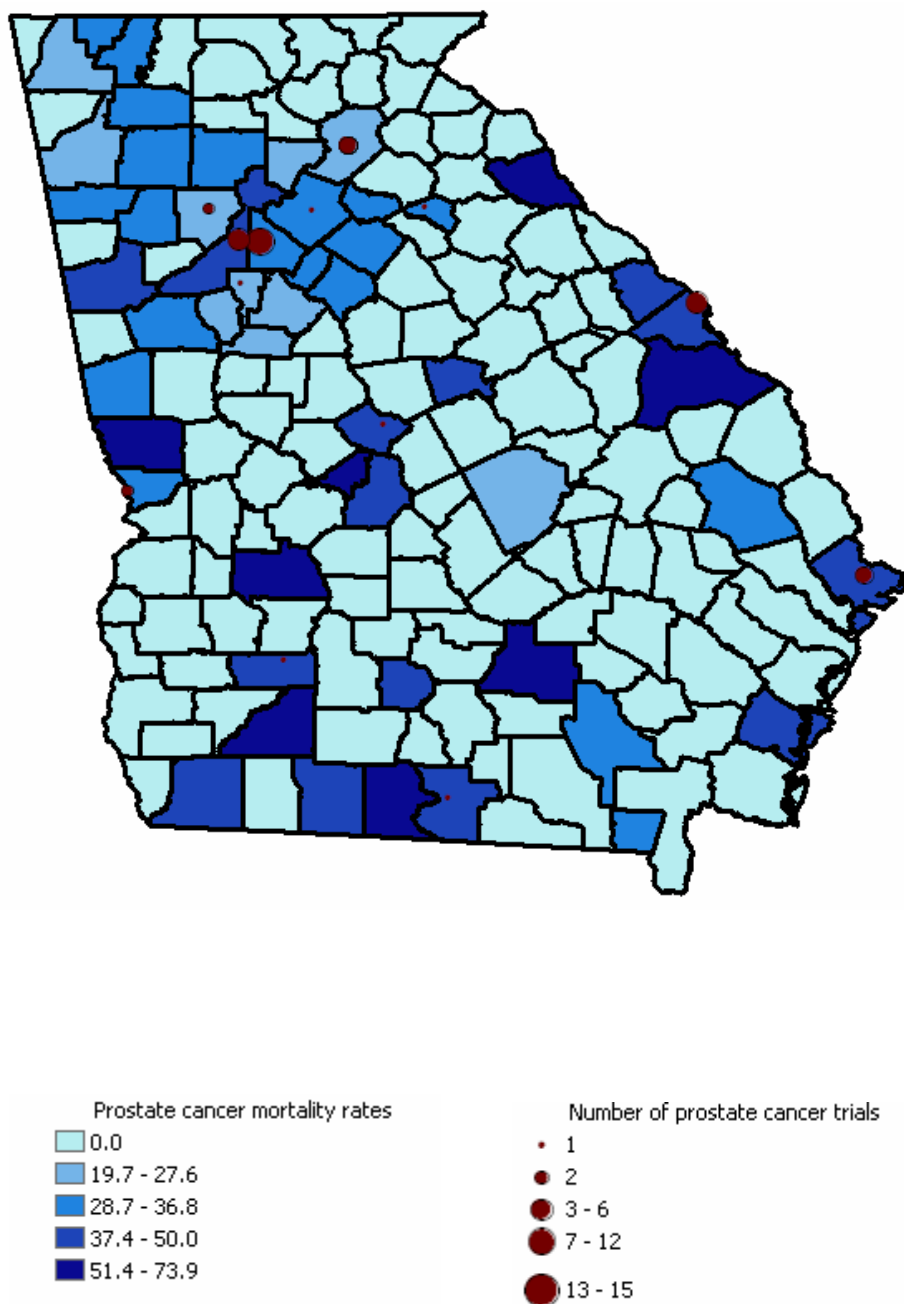 Prostate cancer mortality rates
0.0
19.7 - 27.6
28.7 - 36.8
37.4 - 50.0
51.4 - 73.9
Number of prostate cancer trials
1
2
3 - 6
7 - 12
13 - 15